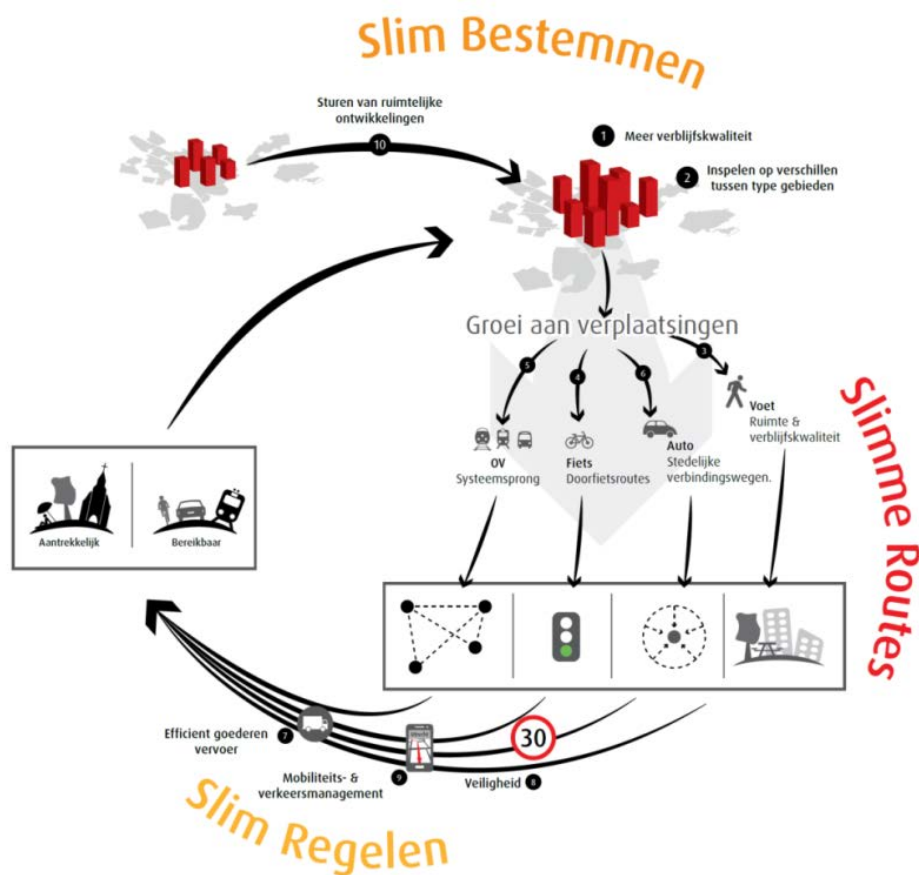 Slim Bestemmen
Sturen van ruimtelijke
ontwikkelingen
10
1 Meer verblijfskwaliteit
2 Inspelen op verschillen
tussen type gebieden
Groei aan verplaatsingen
5
4
6
3
Voet
Ruimte &
verblijfskwaliteit
OV
Systeemsprong
Fiets
Doorfietsroutes
Auto
Stedelijke
verbindingswegen.
Slimme Routes
Aantrekkelijk
Bereikbaar
Efficient goederen
vervoer
7
Mobiliteits- &
verkeersmanagement
9
30
Veiligheid 8
Slim Regelen